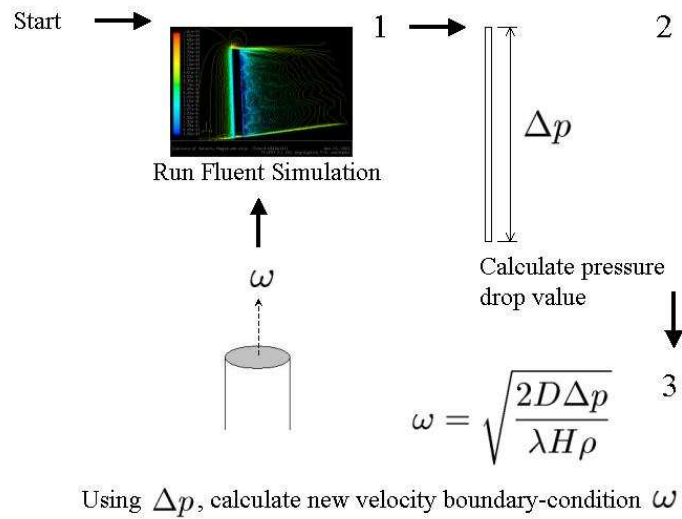 Start
1
2
Δp
Run Fluent Simulation
Calculate pressure
drop value
ω
3
ω = √(2DΔp / λHρ)
Using Δp, calculate new velocity boundary-condition ω